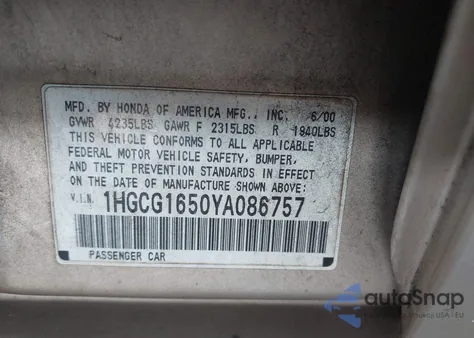 MFD. BY HONDA OF AMERICA MFG., INC. 6/00
GVWR 4235LBS GAWR F 2315LBS R 1940LBS
THIS VEHICLE CONFORMS TO ALL APPLICABLE
FEDERAL MOTOR VEHICLE SAFETY, BUMPER,
AND THEFT PREVENTION STANDARDS IN EFFECT
ON THE DATE OF MANUFACTURE SHOWN ABOVE:
V.I.N. 1HGCG1650YA086757
PASSENGER CAR
autoSnap
USA - EU